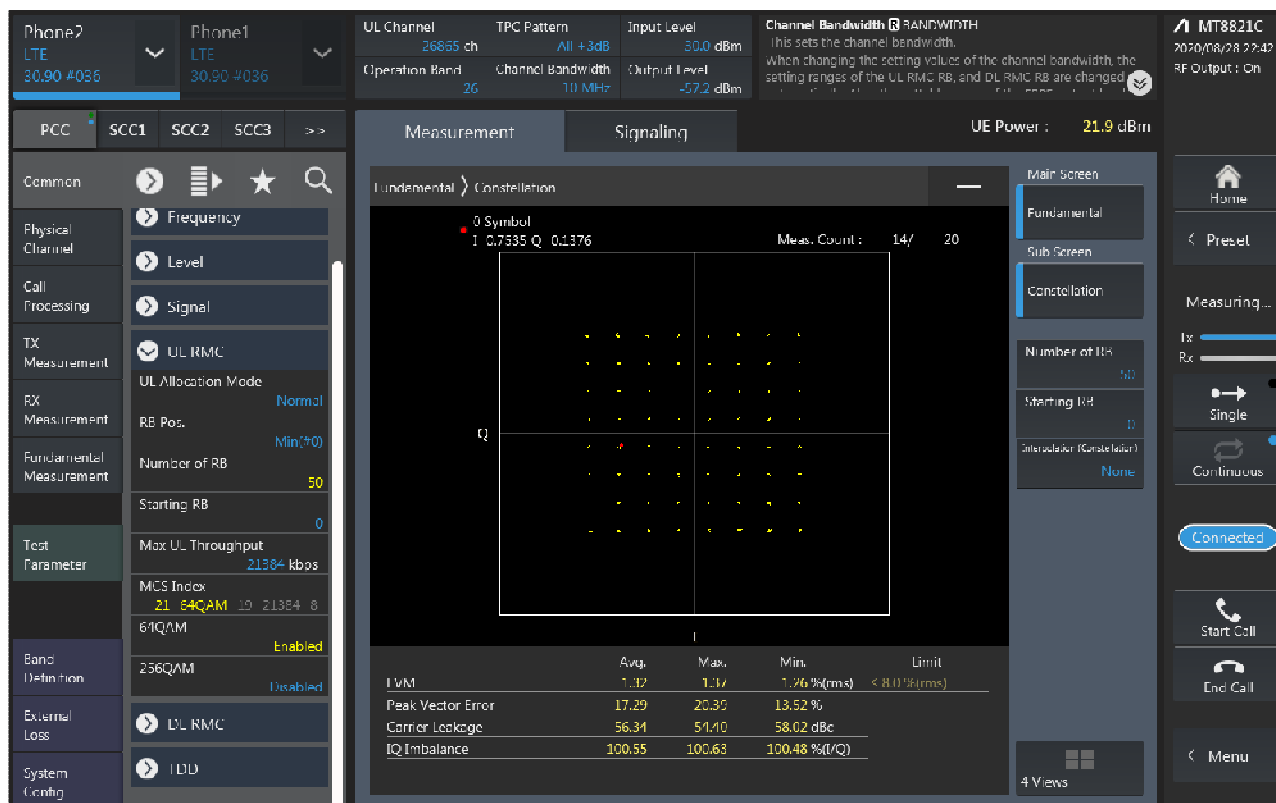 Phone2
LTE
30.90 #036
Phone1
LTE
30.90 #036
UL Channel
26865 ch
Operation Band
26
TPC Pattern
All +3dB
Channel Bandwidth
10 MHz
Input Level
30.0 dBm
Output Level
-57.2 dBm
Channel Bandwidth R BANDWIDTH
This sets the channel bandwidth.
When changing the setting values of the channel bandwidth, the
setting ranges of the UL RMC RB, and DL RMC RB are changed
MT8821C
2020/08/28 22:42
RF Output : On
PCC SCC1 SCC2 SCC3 >>
Measurement
Signaling
UE Power : 21.9 dBm
Common
Physical
Channel
Call
Processing
TX
Measurement
RX
Measurement
Fundamental
Measurement
Test
Parameter
Band
Definition
External
Loss
System
Config
Frequency
Level
Signal
UL RMC
UL Allocation Mode
Normal
RB Pos.
Min(#0)
Number of RB
50
Starting RB
0
Max UL Throughput
21384 kbps
MCS Index
21 64QAM 19 21384 8
64QAM
Enabled
256QAM
Disabled
DL RMC
TDD
Fundamental Constellation
0 Symbol
I 0.7535 Q 0.1376
Meas. Count : 14/ 20
Q
I
Avg. Max. Min. Limit
EVM 1.32 1.37 1.26 %(rms) < 8.0 %(rms)
Peak Vector Error 17.29 20.39 13.52 %
Carrier Leakage 56.34 54.40 58.02 dBc
IQ Imbalance 100.55 100.63 100.48 %(I/Q)
Main Screen
Fundamental
Sub Screen
Constellation
Number of RB
50
Starting RB
0
Interpolation (Constellation)
None
4 Views
Home
< Preset
Measuring...
Tx
Rx
Single
Continuous
Connected
Start Call
End Call
< Menu